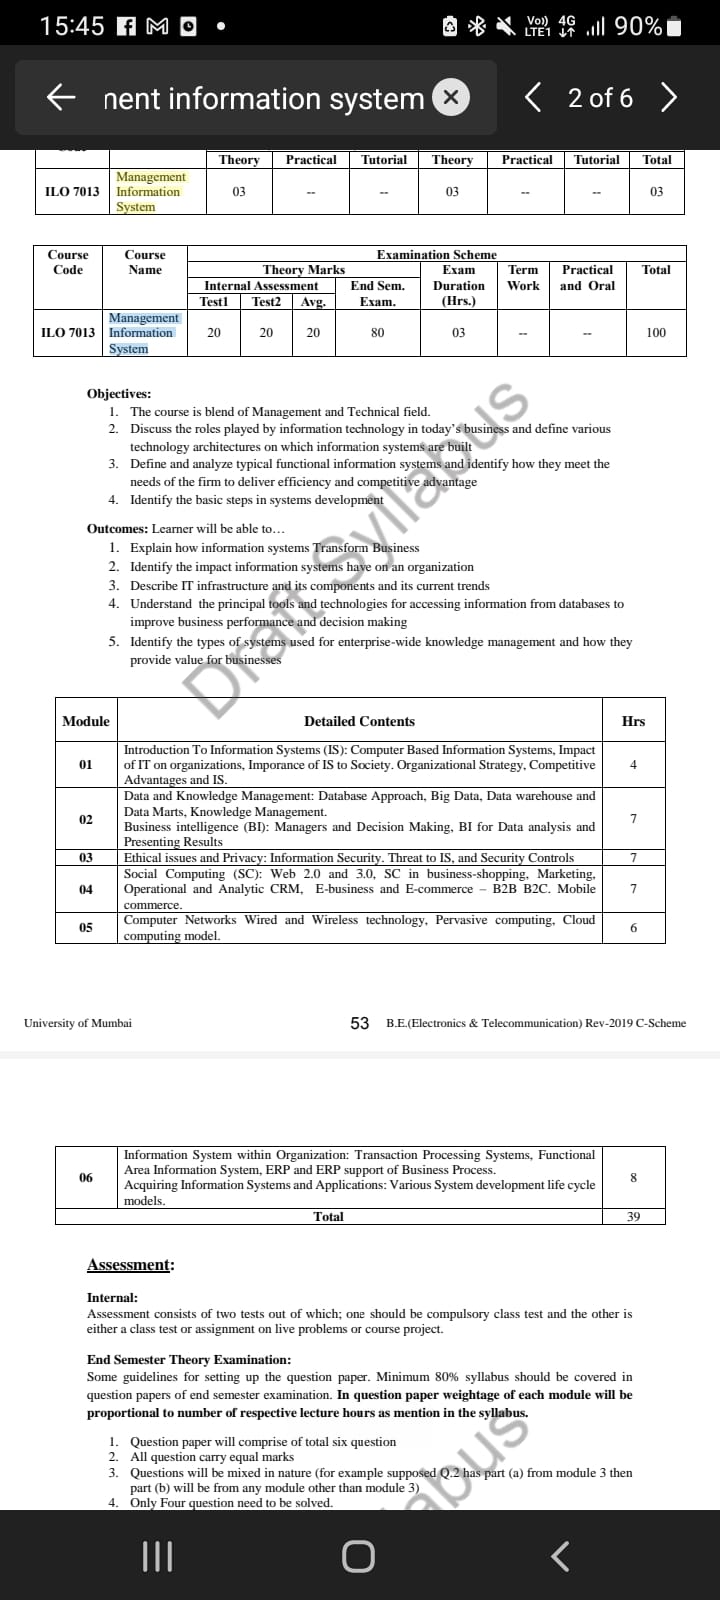 15:45
Vo)) 4G
LTE1
90%
nent information system
2 of 6
Theory Practical Tutorial Theory Practical Tutorial Total
ILO 7013 Management Information System 03 -- -- 03 -- -- 03
Course Code Course Name Examination Scheme
Theory Marks Exam Duration (Hrs.) Term Work Practical and Oral Total
Internal Assessment End Sem. Exam.
Test1 Test2 Avg.
ILO 7013 Management Information System 20 20 20 80 03 -- -- 100
Objectives:
1. The course is blend of Management and Technical field.
2. Discuss the roles played by information technology in today's business and define various
technology architectures on which information systems are built
3. Define and analyze typical functional information systems and identify how they meet the
needs of the firm to deliver efficiency and competitive advantage
4. Identify the basic steps in systems development
Outcomes: Learner will be able to…
1. Explain how information systems Transform Business
2. Identify the impact information systems have on an organization
3. Describe IT infrastructure and its components and its current trends
4. Understand the principal tools and technologies for accessing information from databases to
improve business performance and decision making
5. Identify the types of systems used for enterprise-wide knowledge management and how they
provide value for businesses
Draft Syllabus
Module Detailed Contents Hrs
01 Introduction To Information Systems (IS): Computer Based Information Systems, Impact
of IT on organizations, Imporance of IS to Society. Organizational Strategy, Competitive 4
Advantages and IS.
Data and Knowledge Management: Database Approach, Big Data, Data warehouse and
02 Data Marts, Knowledge Management. 7
Business intelligence (BI): Managers and Decision Making, BI for Data analysis and
Presenting Results
03 Ethical issues and Privacy: Information Security. Threat to IS, and Security Controls 7
Social Computing (SC): Web 2.0 and 3.0, SC in business-shopping, Marketing,
04 Operational and Analytic CRM, E-business and E-commerce – B2B B2C. Mobile 7
commerce.
05 Computer Networks Wired and Wireless technology, Pervasive computing, Cloud 6
computing model.
University of Mumbai 53 B.E.(Electronics & Telecommunication) Rev-2019 C-Scheme
Information System within Organization: Transaction Processing Systems, Functional
06 Area Information System, ERP and ERP support of Business Process. 8
Acquiring Information Systems and Applications: Various System development life cycle
models.
Total 39
Assessment:
Internal:
Assessment consists of two tests out of which; one should be compulsory class test and the other is
either a class test or assignment on live problems or course project.
End Semester Theory Examination:
Some guidelines for setting up the question paper. Minimum 80% syllabus should be covered in
question papers of end semester examination. In question paper weightage of each module will be
proportional to number of respective lecture hours as mention in the syllabus.
1. Question paper will comprise of total six question
2. All question carry equal marks
3. Questions will be mixed in nature (for example supposed Q.2 has part (a) from module 3 then
part (b) will be from any module other than module 3)
4. Only Four question need to be solved.
abus